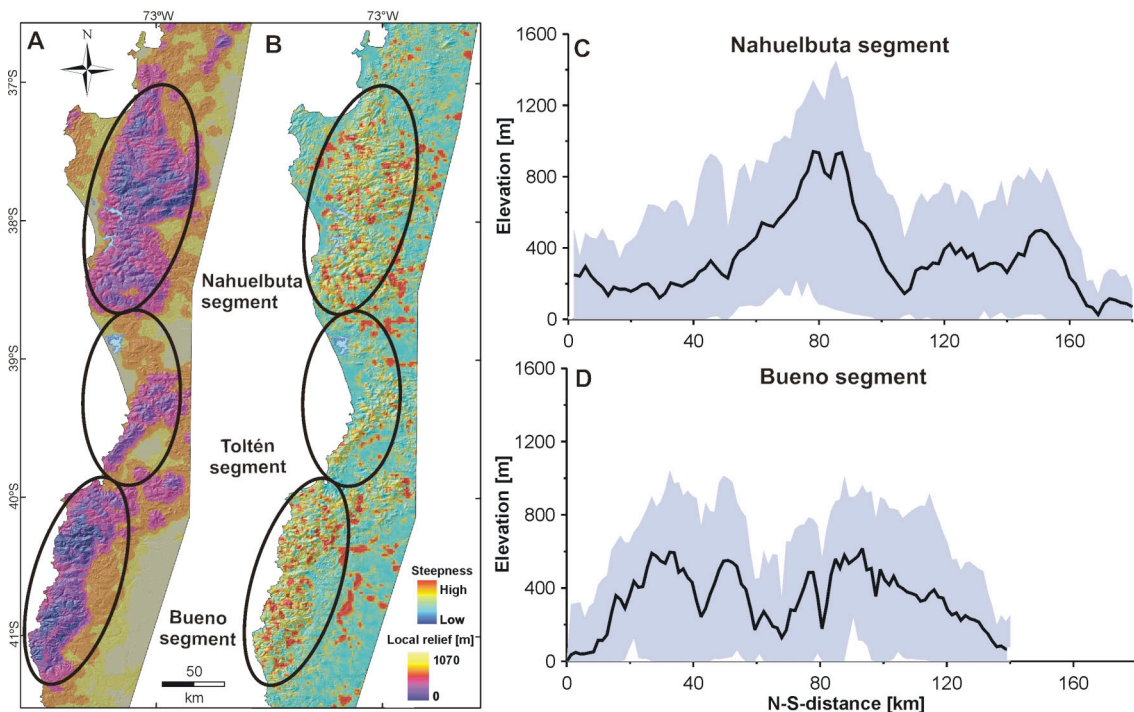 73°W
73°W
A
N
B
37°S
38°S
39°S
40°S
41°S
Nahuelbuta
segment
Toltén
segment
Bueno
segment
50
km
Steepness
High
Low
Local relief [m]
1070
0
C
Nahuelbuta segment
Elevation [m]
1600
1200
800
400
0
0
40
80
120
160
D
Bueno segment
Elevation [m]
1600
1200
800
400
0
0
40
80
120
160
N-S-distance [km]